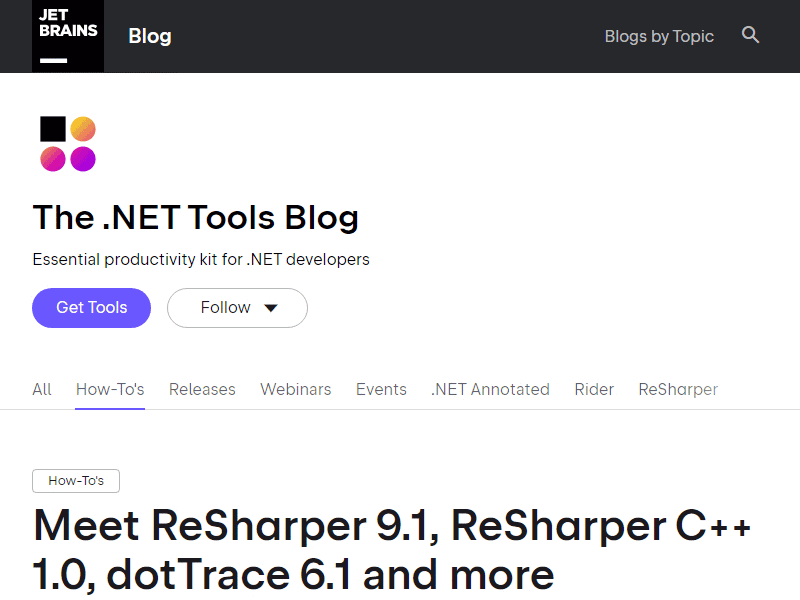 JET
BRAINS
Blog
Blogs by Topic
The .NET Tools Blog
Essential productivity kit for .NET developers
Get Tools
Follow
All How-To's Releases Webinars Events .NET Annotated Rider ReSharper
How-To's
Meet ReSharper 9.1, ReSharper C++
1.0, dotTrace 6.1 and more